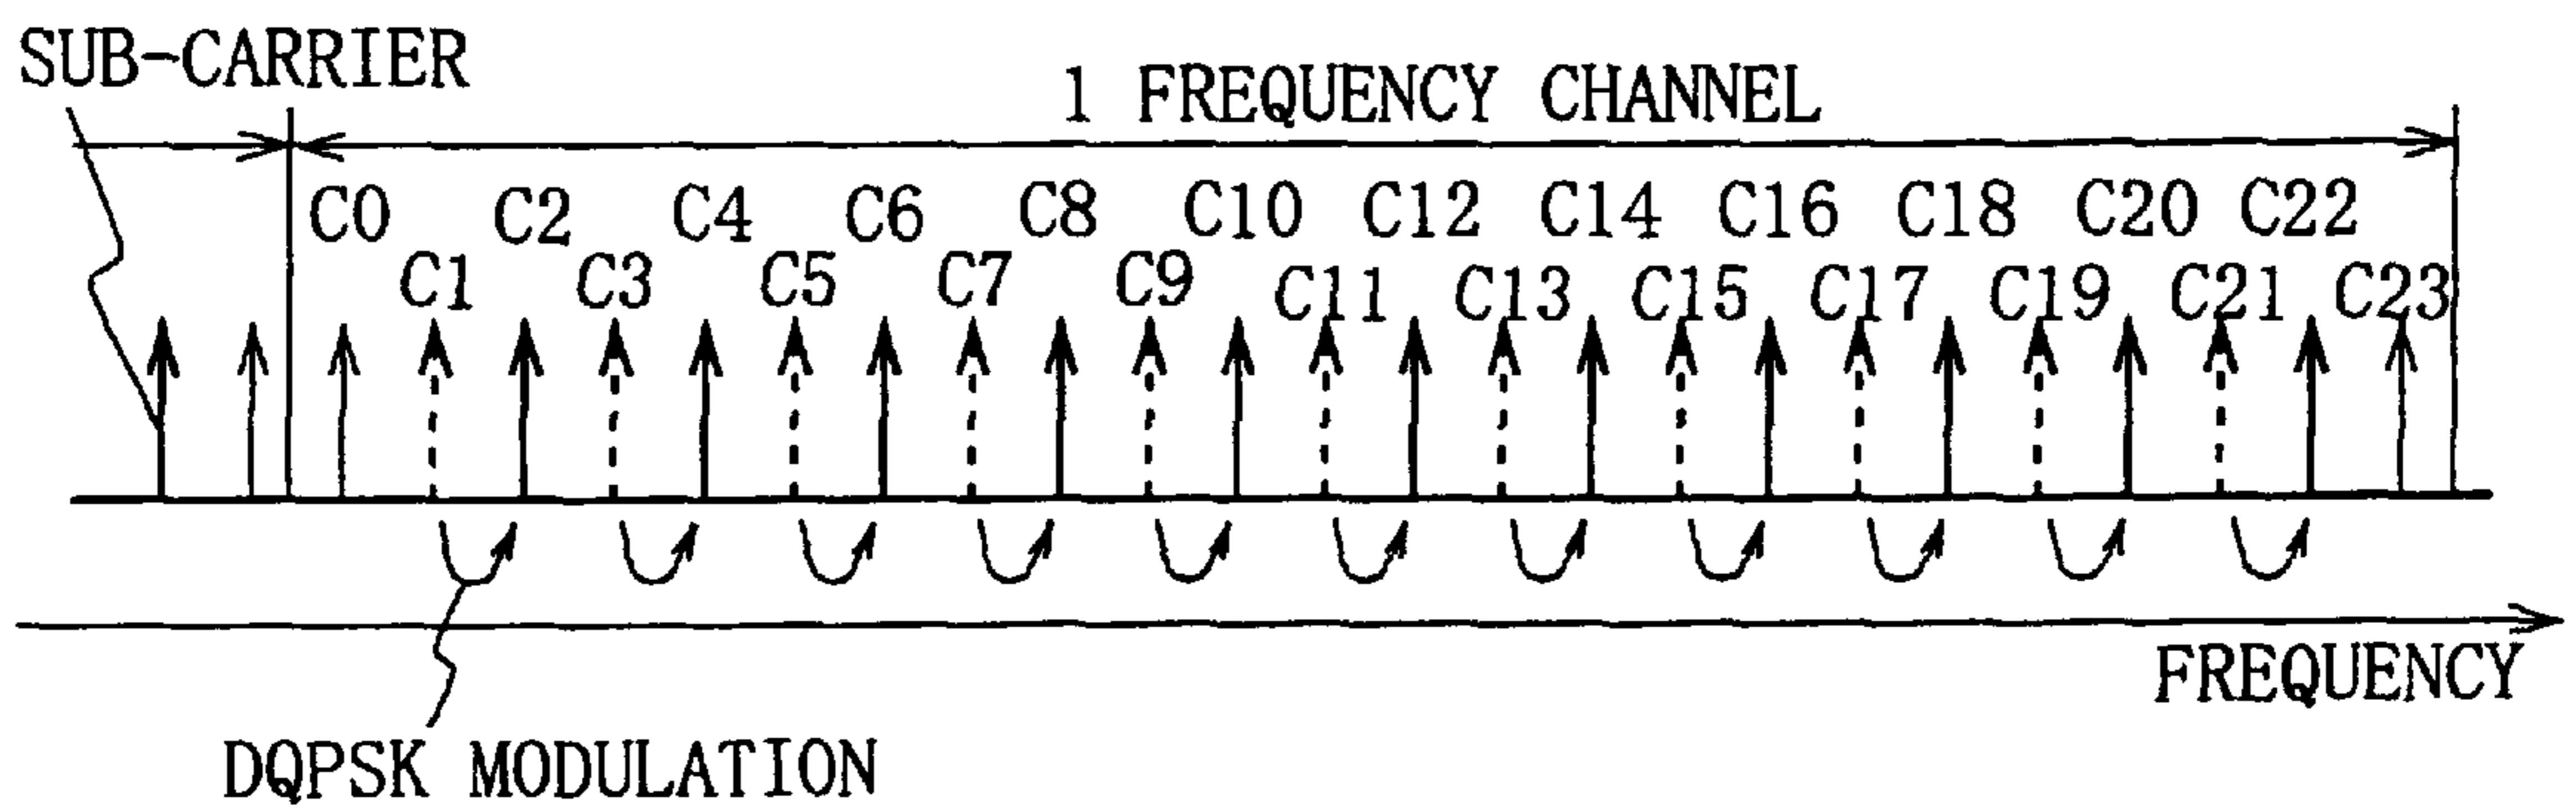 SUB-CARRIER
1 FREQUENCY CHANNEL
C0 C2 C4 C6 C8 C10 C12 C14 C16 C18 C20 C22
C1 C3 C5 C7 C9 C11 C13 C15 C17 C19 C21 C23
FREQUENCY
DQPSK MODULATION